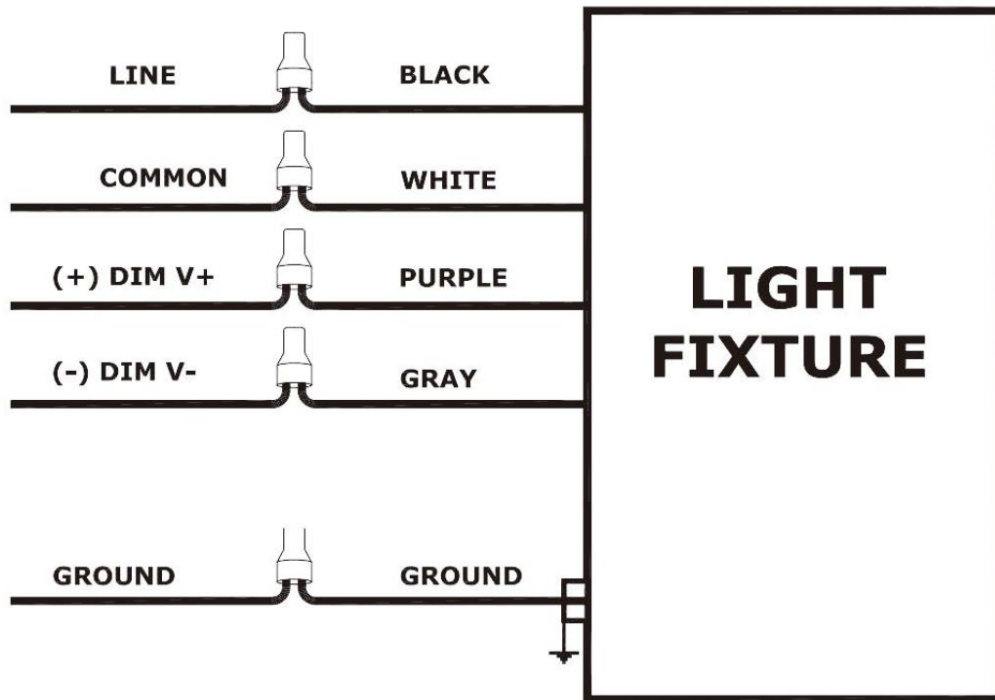 LINE BLACK
COMMON WHITE
(+) DIM V+ PURPLE
(-) DIM V- GRAY
GROUND GROUND
LIGHT
FIXTURE